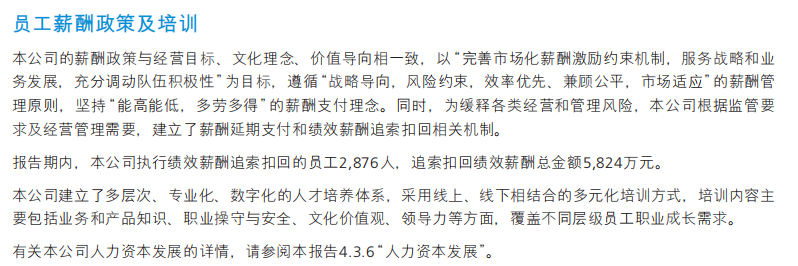 员工薪酬政策及培训
本公司的薪酬政策与经营目标、文化理念、价值导向相一致，以“完善市场化薪酬激励约束机制，服务战略和业
务发展，充分调动队伍积极性”为目标，遵循“战略导向，风险约束，效率优先、兼顾公平，市场适应”的薪酬管
理原则，坚持“能高能低，多劳多得”的薪酬支付理念。同时，为缓释各类经营和管理风险，本公司根据监管要
求及经营管理需要，建立了薪酬延期支付和绩效薪酬追索扣回相关机制。
报告期内，本公司执行绩效薪酬追索扣回的员工2,876人，追索扣回绩效薪酬总金额5,824万元。
本公司建立了多层次、专业化、数字化的人才培养体系，采用线上、线下相结合的多元化培训方式，培训内容主
要包括业务和产品知识、职业操守与安全、文化价值观、领导力等方面，覆盖不同层级员工职业成长需求。
有关本公司人力资本发展的详情，请参阅本报告4.3.6“人力资本发展”。